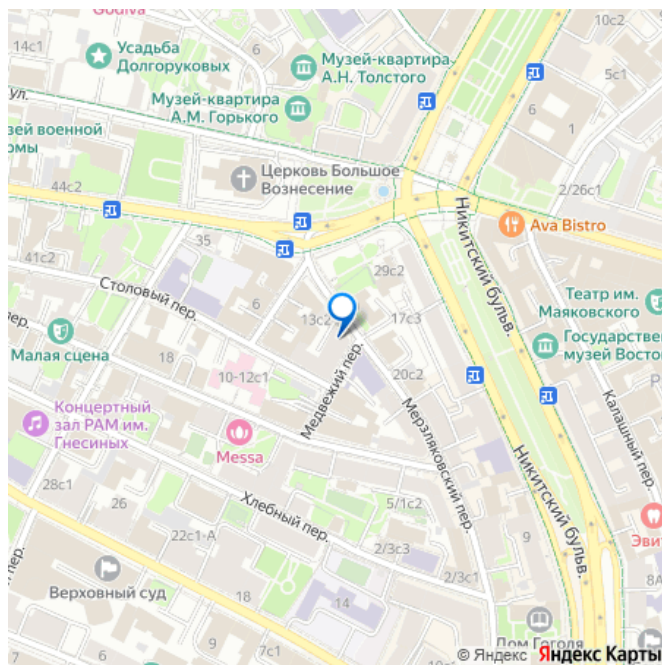 Godiva
14с1
6
10с2
Усадьба
Долгоруковых
Музей-квартира
А.Н. Толстого
5с1
Музей-квартира
А.М. Горького
ул.
6
1
зей военной
омы
Церковь Большое
Вознесение
2/26с1
44с2
Ava Bistro
35
Никитский бульв.
41с2
29с2
Столовый пер.
6
Театр им.
Маяковского
13с2
17с3
Малая сцена
18
Государствен
музей Восто
10-12с1
20с2
Медвежий пер.
Концертный
зал РАМ им.
Гнесиных
Мерзляковский пер.
Калашный пер.
Messa
Никитский бульв.
28с1
26
5/1с2
Хлебный пер.
22с1-А
Эви
9
пер.
2/3с3
Верховный суд
2/3с1
8А
18
14
Дом Гоголя
© Яндекс Яндекс Карты